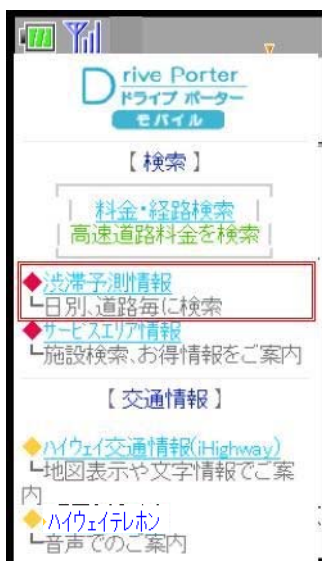 Drive Porter
ドライブ ポーター
モバイル
【 検索 】
料金・経路検索
高速道路料金を検索
◆渋滞予測情報
┗日別、道路毎に検索
◆サービスエリア情報
┗施設検索、お得情報をご案内
【 交通情報 】
◆ハイウェイ交通情報(iHighway)
┗地図表示や文字情報でご案
内
◆ハイウェイテレホン
┗音声でのご案内